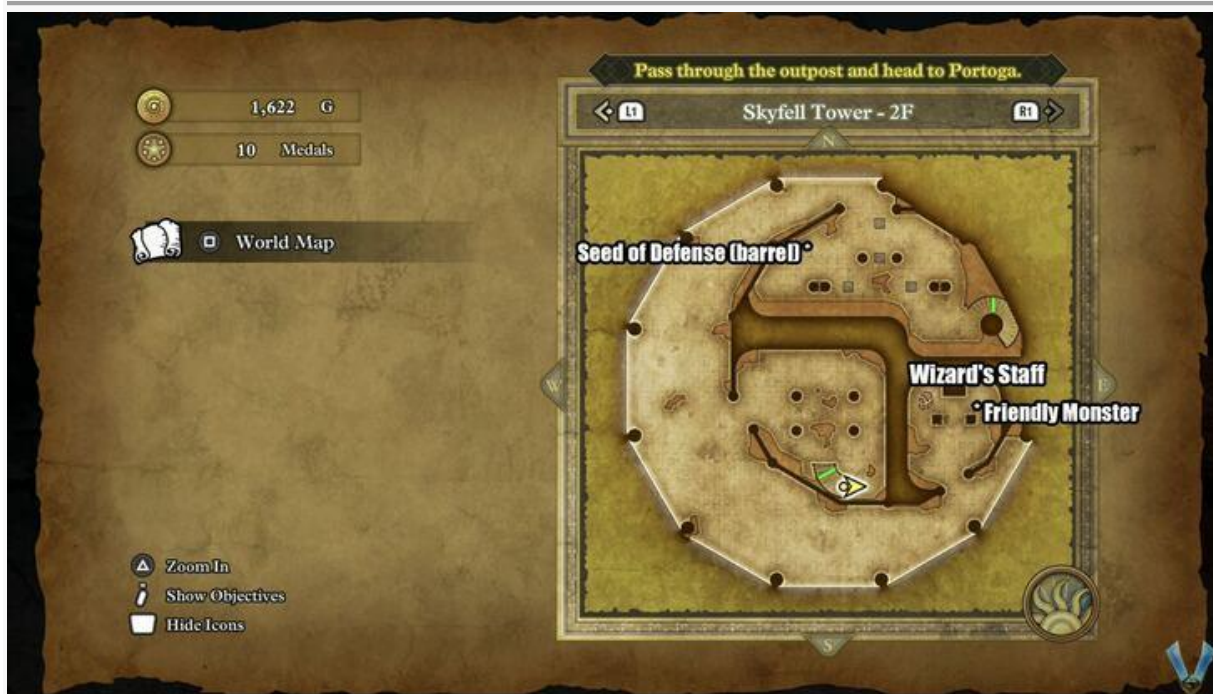 Pass through the outpost and head to Portoga.
1,622 G
L1 Skyfell Tower - 2F R1
10 Medals
N
World Map
Seed of Defense (barrel)
Wizard's Staff
W E
Friendly Monster
Zoom In
Show Objectives
Hide Icons
S